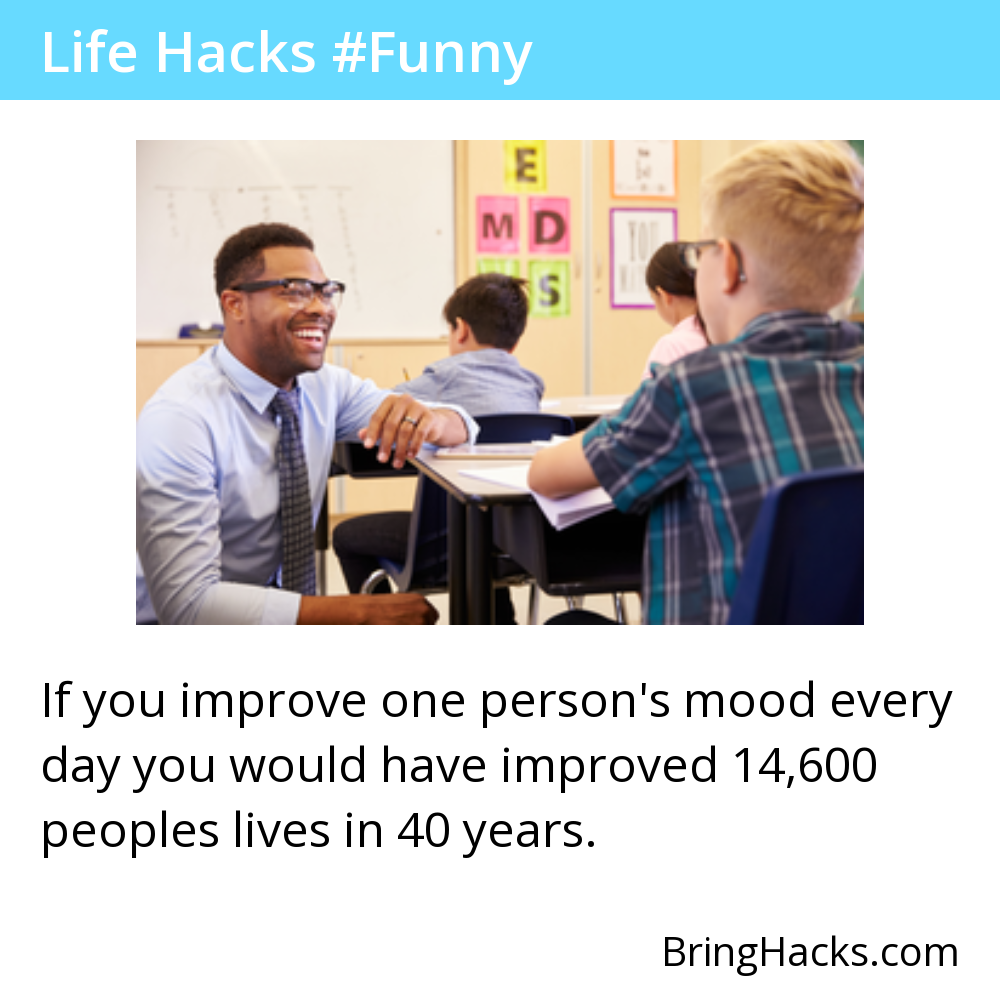 Life Hacks #Funny
E
M D
S
YOU
If you improve one person's mood every
day you would have improved 14,600
peoples lives in 40 years.
BringHacks.com